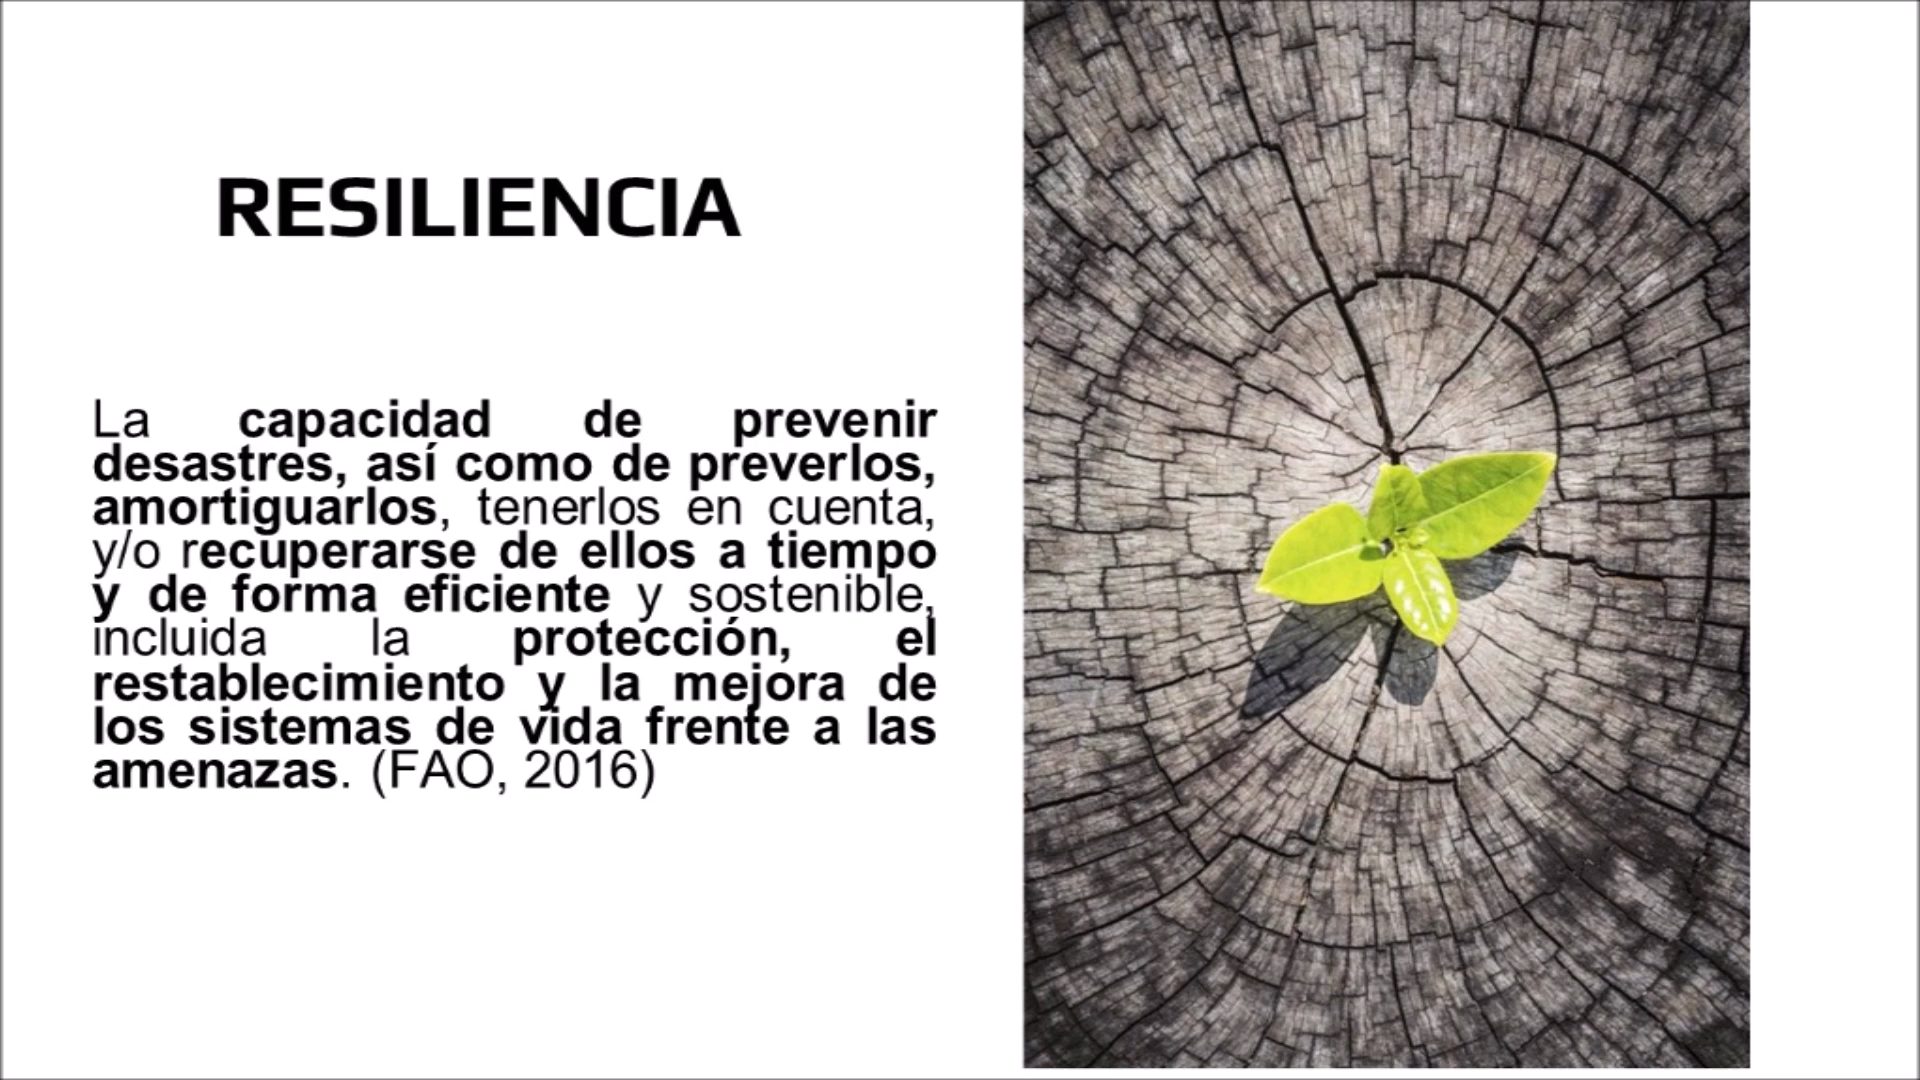 RESILIENCIA
La capacidad de prevenir
desastres, así como de preverlos,
amortiguarlos, tenerlos en cuenta,
y/o recuperarse de ellos a tiempo
y de forma eficiente y sostenible,
incluida la protección, el
restablecimiento y la mejora de
los sistemas de vida frente a las
amenazas. (FAO, 2016)